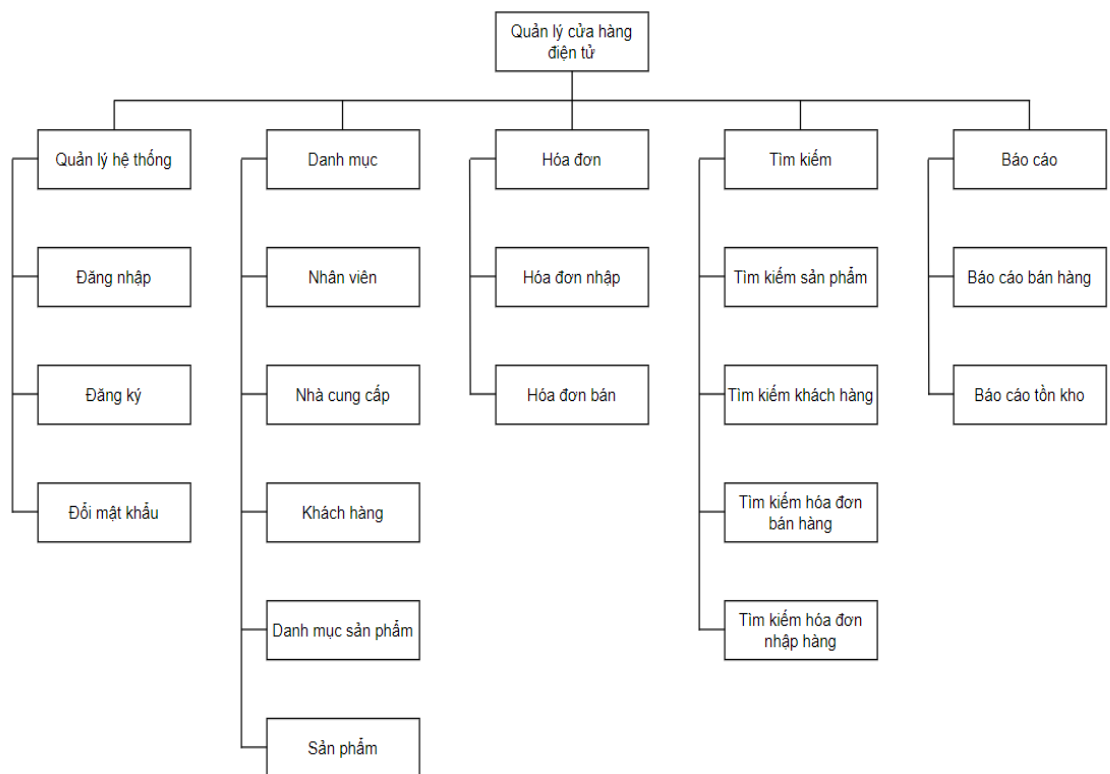 Quản lý cửa hàng
điện tử
Quản lý hệ thống
Danh mục
Hóa đơn
Tìm kiếm
Báo cáo
Đăng nhập
Nhân viên
Hóa đơn nhập
Tìm kiếm sản phẩm
Báo cáo bán hàng
Đăng ký
Nhà cung cấp
Hóa đơn bán
Tìm kiếm khách hàng
Báo cáo tồn kho
Đổi mật khẩu
Khách hàng
Tìm kiếm hóa đơn
bán hàng
Danh mục sản phẩm
Tìm kiếm hóa đơn
nhập hàng
Sản phẩm